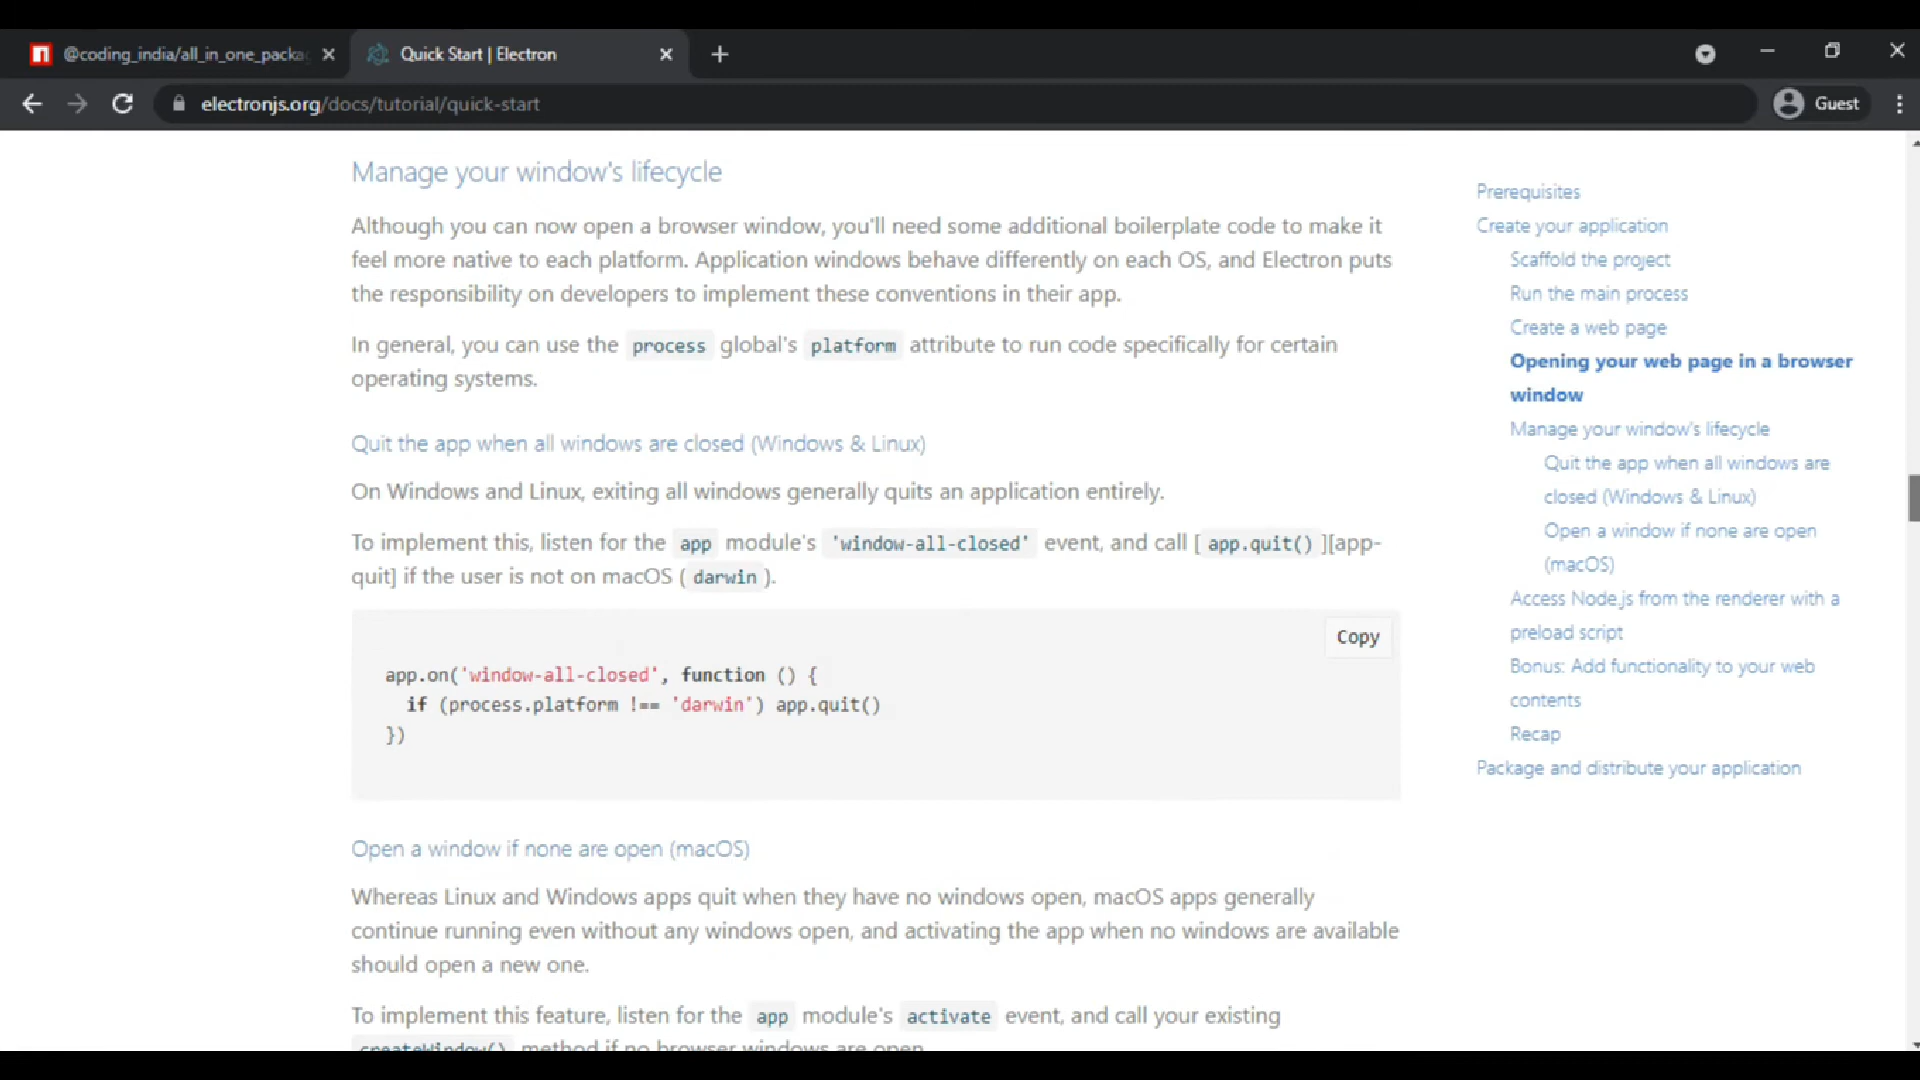 @coding_india/all_in_one_packa
Quick Start | Electron
electronjs.org/docs/tutorial/quick-start
Guest
Manage your window's lifecycle
Although you can now open a browser window, you'll need some additional boilerplate code to make it
feel more native to each platform. Application windows behave differently on each OS, and Electron puts
the responsibility on developers to implement these conventions in their app.
In general, you can use the process global's platform attribute to run code specifically for certain
operating systems.
Quit the app when all windows are closed (Windows & Linux)
On Windows and Linux, exiting all windows generally quits an application entirely.
To implement this, listen for the app module's 'window-all-closed' event, and call [ app.quit() ][app-
quit] if the user is not on macOS ( darwin ).
Copy
app.on('window-all-closed', function () {
if (process.platform !== 'darwin') app.quit()
})
Open a window if none are open (macOS)
Whereas Linux and Windows apps quit when they have no windows open, macOS apps generally
continue running even without any windows open, and activating the app when no windows are available
should open a new one.
To implement this feature, listen for the app module's activate event, and call your existing
createWindow() method if no browser windows are open.
Prerequisites
Create your application
Scaffold the project
Run the main process
Create a web page
Opening your web page in a browser
window
Manage your window's lifecycle
Quit the app when all windows are
closed (Windows & Linux)
Open a window if none are open
(macOS)
Access Node.js from the renderer with a
preload script
Bonus: Add functionality to your web
contents
Recap
Package and distribute your application